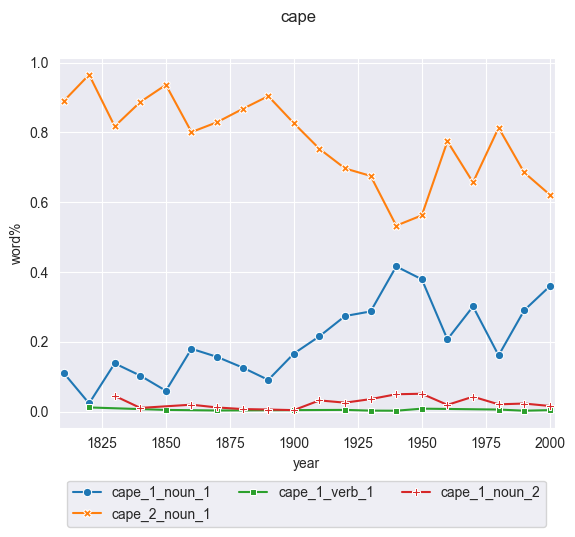 cape
1.0
0.8
0.6
0.4
0.2
0.0
word%
1825 1850 1875 1900 1925 1950 1975 2000
year
cape_1_noun_1 cape_1_verb_1 cape_1_noun_2
cape_2_noun_1